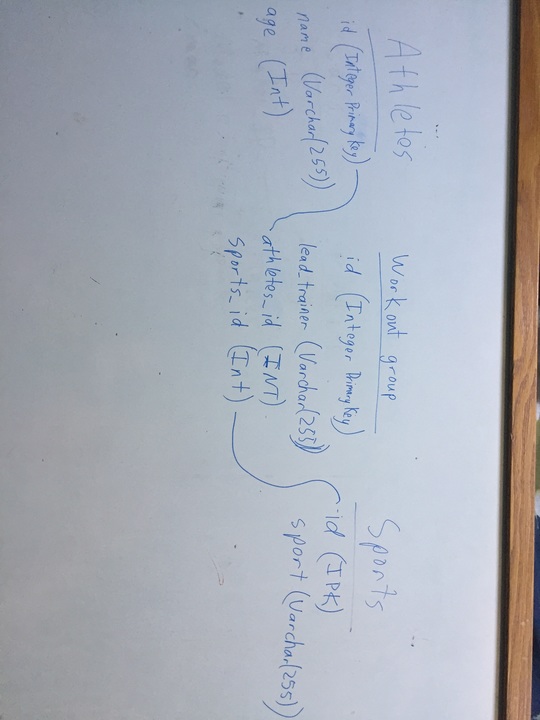 Athletes
id (Integer Primary Key)
name (Varchar(255))
age (Int)
Workout group
id (Integer Primary Key)
lead_trainer (Varchar(255))
athletes_id (INT)
Sports_id (Int)
Sports
id (IPK)
sport (Varchar(255))